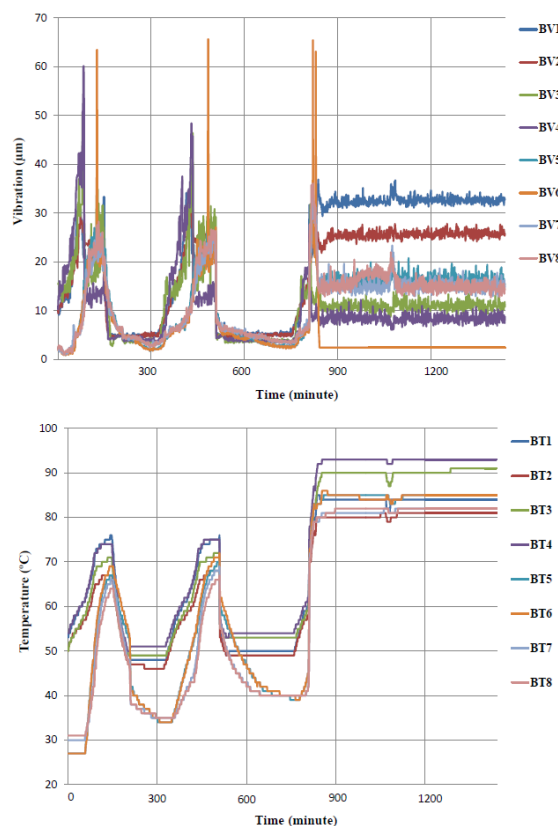 70
60
50
40
30
20
10
0
Vibration (μm)
300
600
900
1200
Time (minute)
BV1
BV2
BV3
BV4
BV5
BV6
BV7
BV8
100
90
80
70
60
50
40
30
20
Temperature (°C)
0
300
600
900
1200
Time (minute)
BT1
BT2
BT3
BT4
BT5
BT6
BT7
BT8